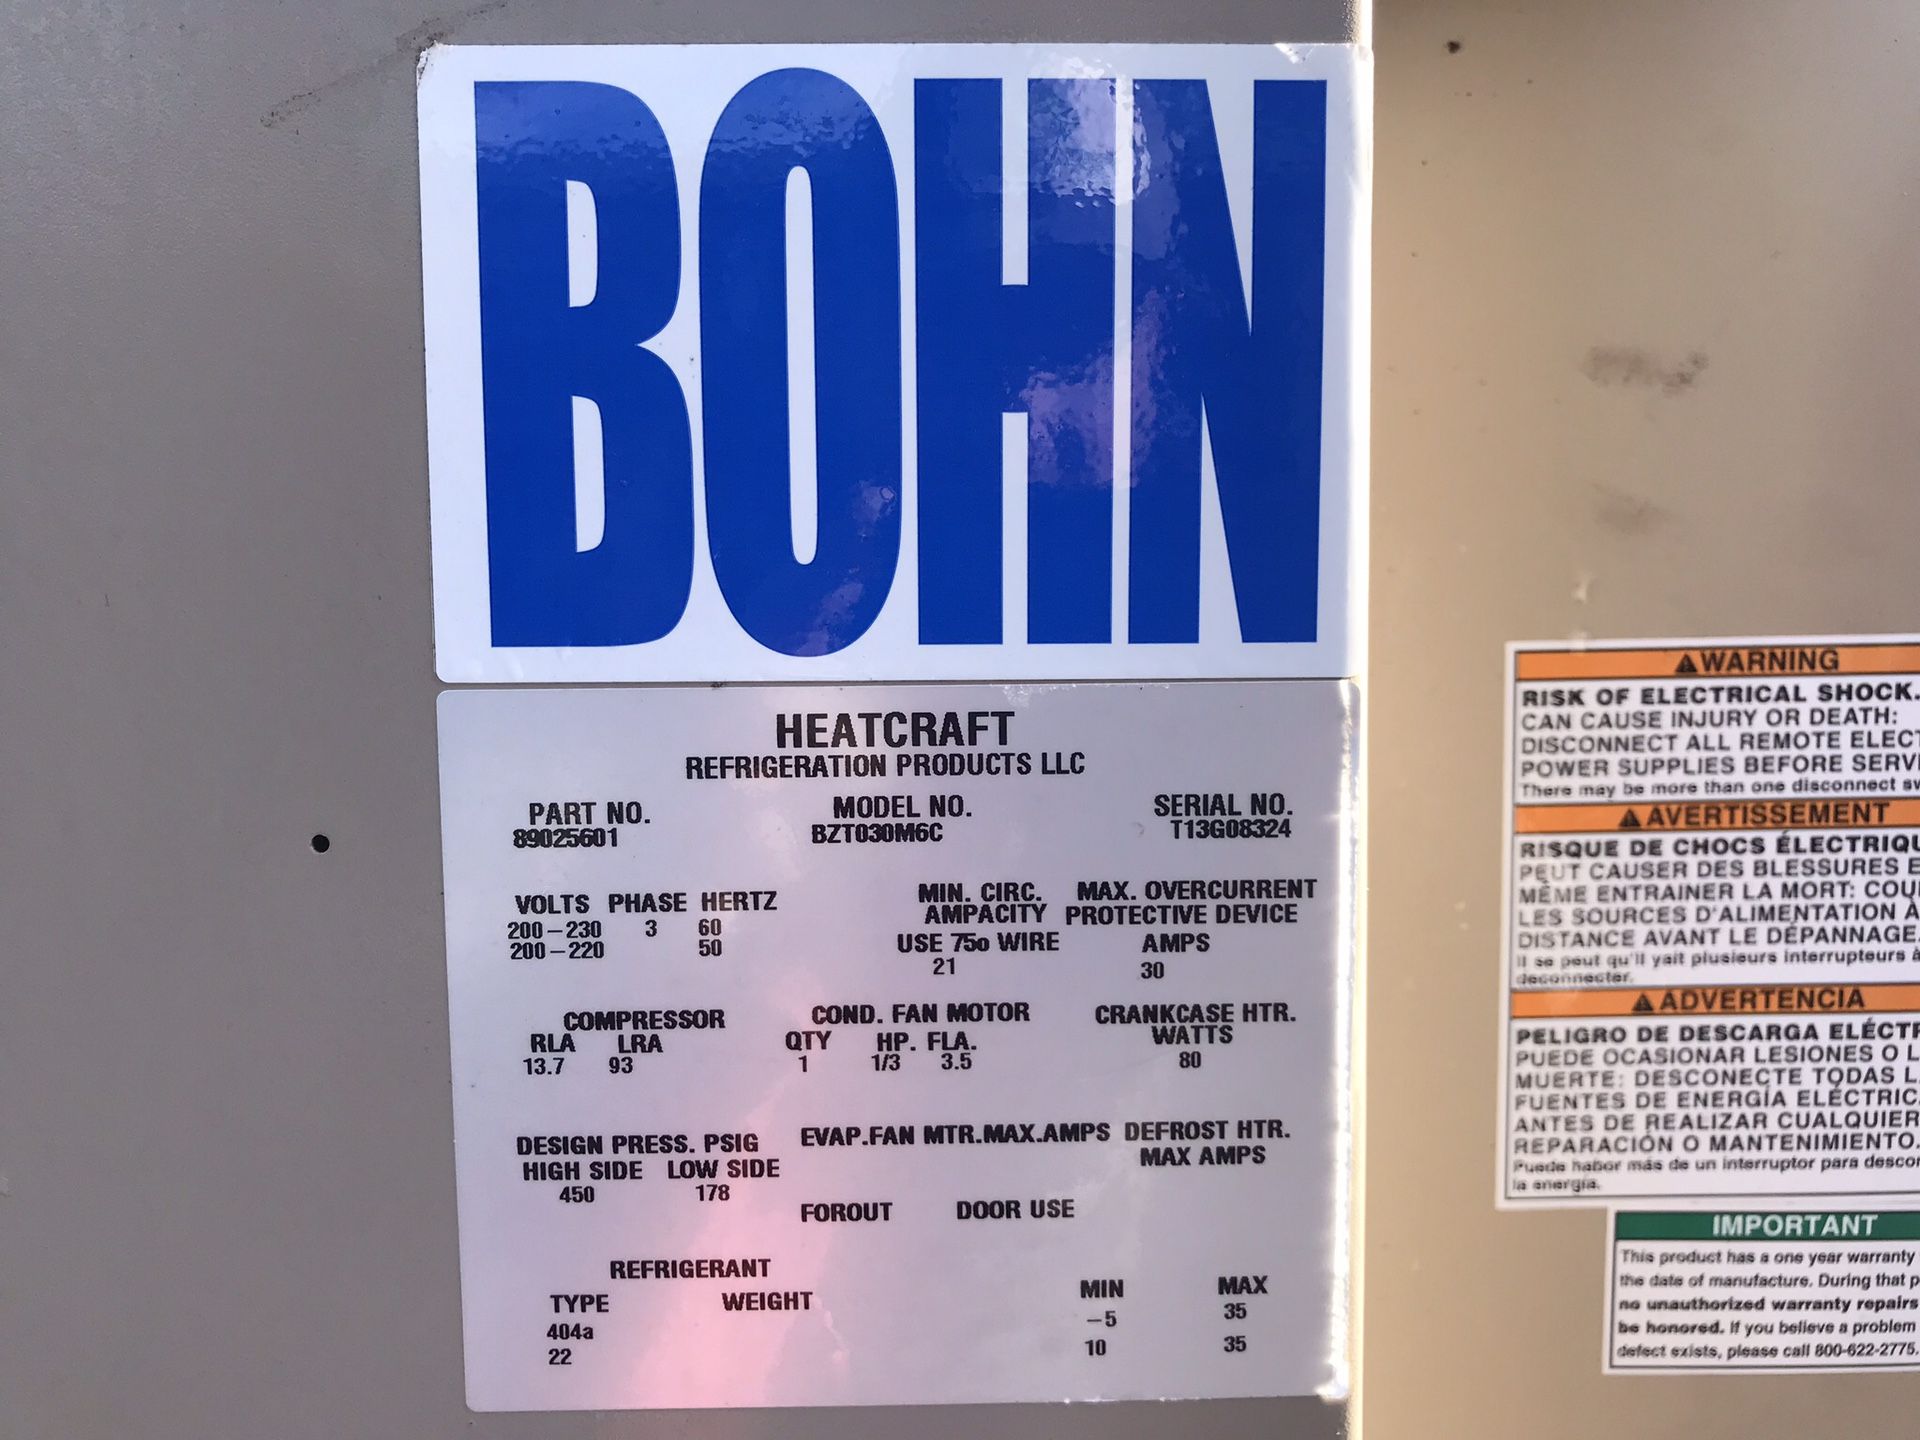 BOHN
HEATCRAFT
REFRIGERATION PRODUCTS LLC
PART NO. MODEL NO. SERIAL NO.
89025601 BZT030M6C T13G08324
VOLTS PHASE HERTZ MIN. CIRC. MAX. OVERCURRENT
AMPACITY PROTECTIVE DEVICE
200-230 3 60 USE 75o WIRE AMPS
200-220 50 21 30
COMPRESSOR COND. FAN MOTOR CRANKCASE HTR.
RLA LRA QTY HP. FLA. WATTS
13.7 93 1 1/3 3.5 80
DESIGN PRESS. PSIG EVAP.FAN MTR.MAX.AMPS DEFROST HTR.
HIGH SIDE LOW SIDE MAX AMPS
450 178
FOROUT DOOR USE
REFRIGERANT
TYPE WEIGHT MIN MAX
404a -5 35
22 10 35
WARNING
RISK OF ELECTRICAL SHOCK.
CAN CAUSE INJURY OR DEATH:
DISCONNECT ALL REMOTE ELECT
POWER SUPPLIES BEFORE SERVI
There may be more than one disconnect sw
AVERTISSEMENT
RISQUE DE CHOCS ÉLECTRIQU
PEUT CAUSER DES BLESSURES E
MÊME ENTRAINER LA MORT: COU
LES SOURCES D'ALIMENTATION À
DISTANCE AVANT LE DÉPANNAGE.
Il se peut qu'il yait plusieurs interrupteurs à
deconnecter.
ADVERTENCIA
PELIGRO DE DESCARGA ELÉCTR
PUEDE OCASIONAR LESIONES O L
MUERTE: DESCONECTE TODAS L
FUENTES DE ENERGÍA ELÉCTRIC
ANTES DE REALIZAR CUALQUIER
REPARACIÓN O MANTENIMIENTO.
Puede habor más de un interruptor para descon
la energía.
IMPORTANT
This product has a one year warranty
the date of manufacture. During that p
no unauthorized warranty repairs
be honored. If you believe a problem
defect exists, please call 800-622-2775.